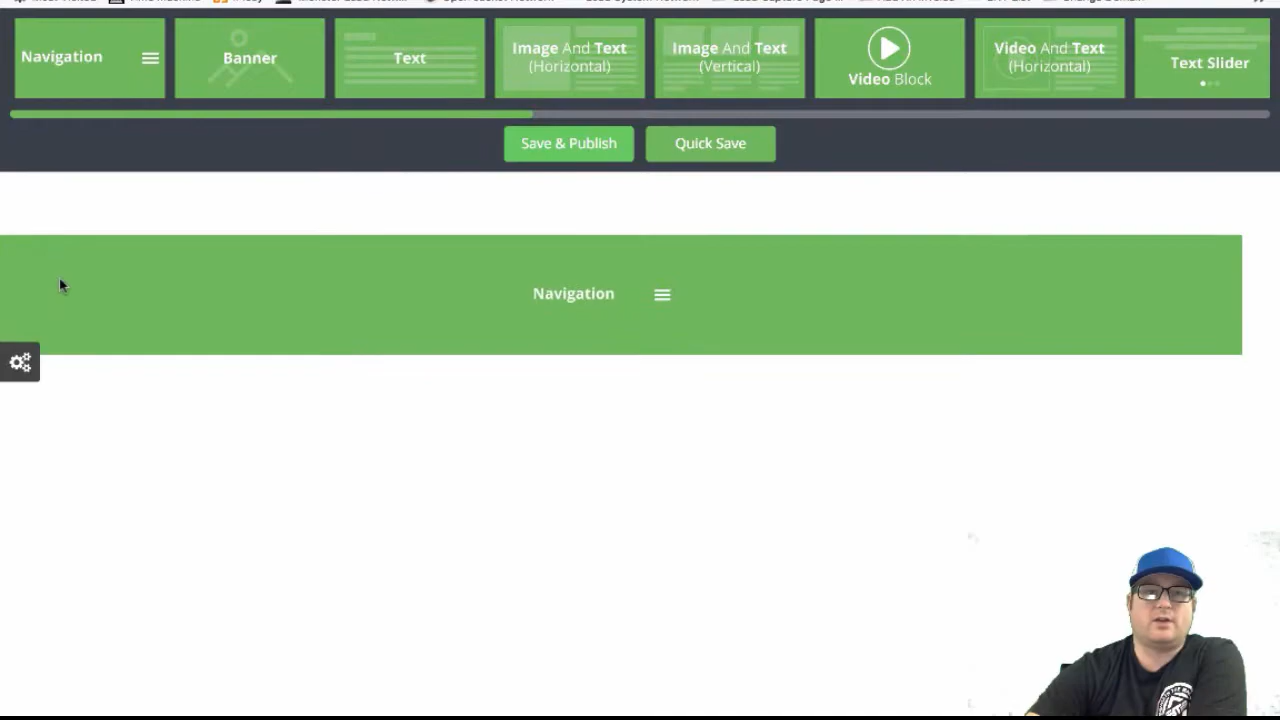 Navigation
Banner
Text
Image And Text
(Horizontal)
Image And Text
(Vertical)
Video Block
Video And Text
(Horizontal)
Text Slider
Save & Publish
Quick Save
Navigation